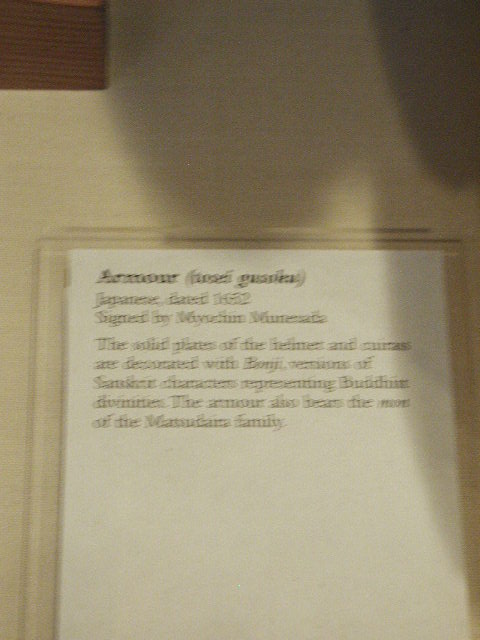 Armour (tosei gusoku)
Japanese, dated 1652
Signed by Myochin Munesada
The solid plates of the helmet and cuirass
are decorated with Bonji, versions of
Sanskrit characters representing Buddhist
divinities. The armour also bears the mon
of the Matsudaira family.